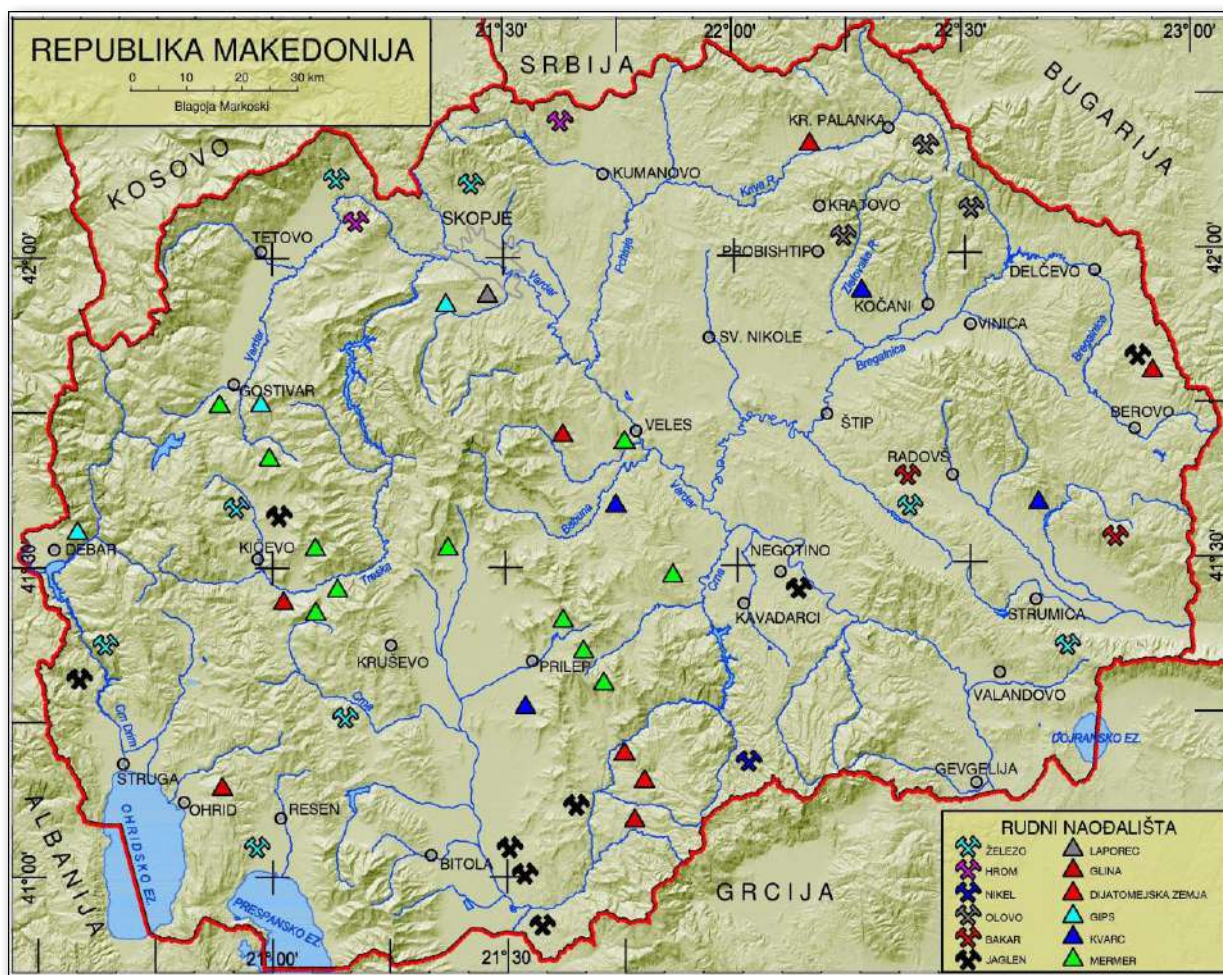 REPUBLIKA MAKEDONIJA
0 10 20 30 km
Blagoja Markoski
21°30' 22°00' 22°30' 23°00'
SRBIJA
BUGARIJA
KOSOVO
KR. PALANKA
KUMANOVO
Kriva R.
SKOPJE
KRATOVO
TETOVO
PROBISHTIP
Pchinja
Zletovska R.
42°00'
42°00'
DELČEVO
Vardar
KOČANI
VINICA
SV. NIKOLE
Vardar
Bregalnica
Bregalnica
GOSTIVAR
ŠTIP
BEROVO
VELES
RADOVŠ
Vardar
Babuna
DEBAR
KIČEVO
NEGOTINO
41°30'
41°30'
Treska
Crna
KAVADARCI
STRUMICA
KRUŠEVO
PRILEP
VALANDOVO
Crna
Crn Drim
DOJRANSKO EZ.
STRUGA
GEVGELIJA
OHRID
RESEN
ALBANIJA
OHRIDSKO EZ.
BITOLA
41°00'
41°00'
GRCIJA
PRESPANSKO EZ.
21°00' 21°30'
RUDNI NAOĐALIŠTA
ŽELEZO LAPOREC
HROM GLINA
NIKEL DIJATOMEJSKA ZEMJA
OLOVO GIPS
BAKAR KVARC
JAGLEN MERMER